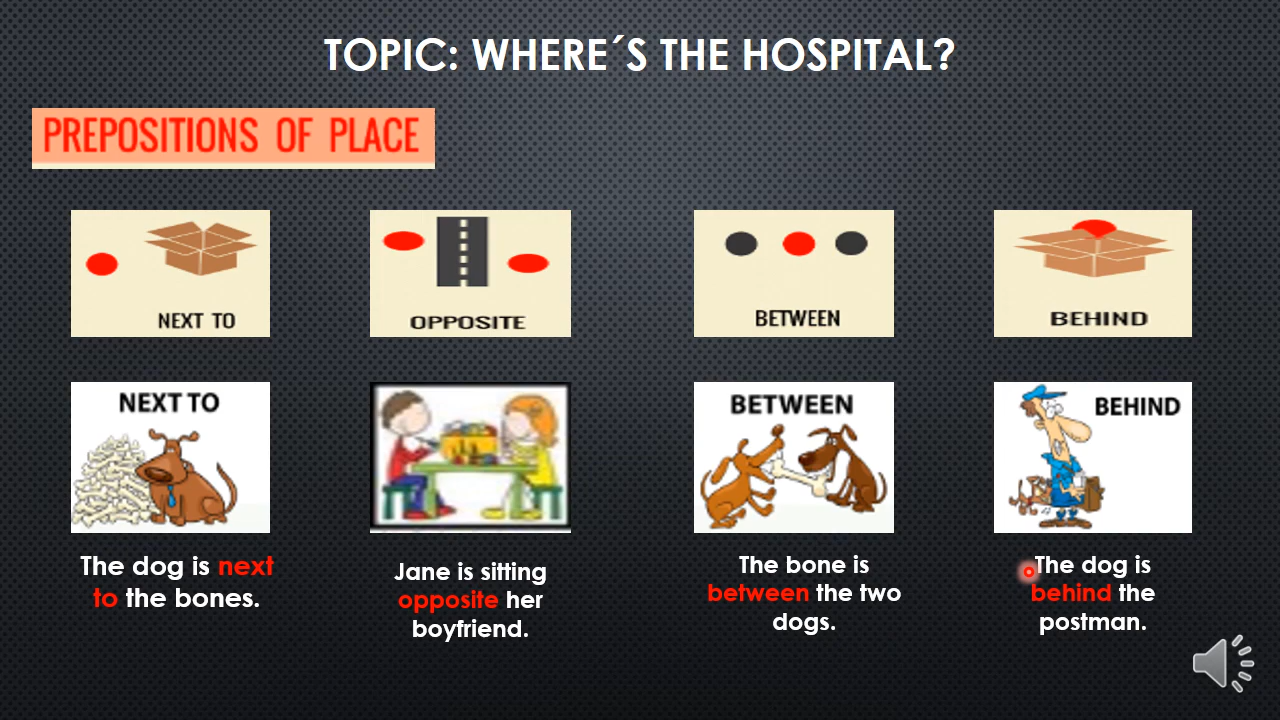 TOPIC: WHERE´S THE HOSPITAL?
PREPOSITIONS OF PLACE
NEXT TO
OPPOSITE
BETWEEN
BEHIND
NEXT TO
BETWEEN
BEHIND
The dog is next
to the bones.
Jane is sitting
opposite her
boyfriend.
The bone is
between the two
dogs.
The dog is
behind the
postman.